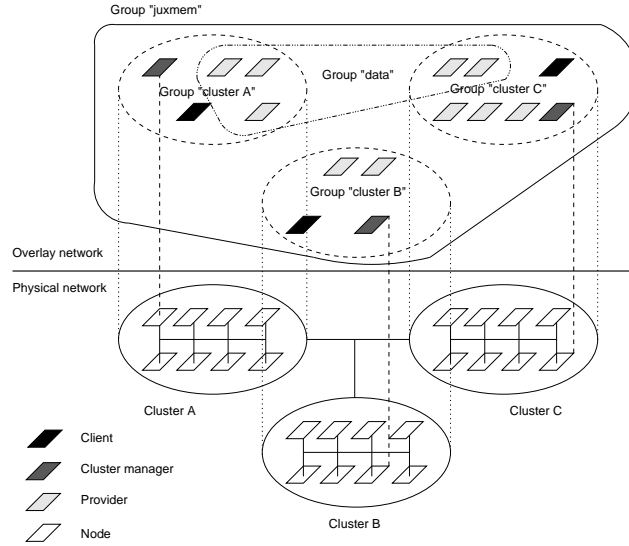 Group "juxmem"
Group "data"
Group "cluster A"
Group "cluster C"
Group "cluster B"
Overlay network
Physical network
Cluster A
Cluster C
Client
Cluster manager
Provider
Cluster B
Node